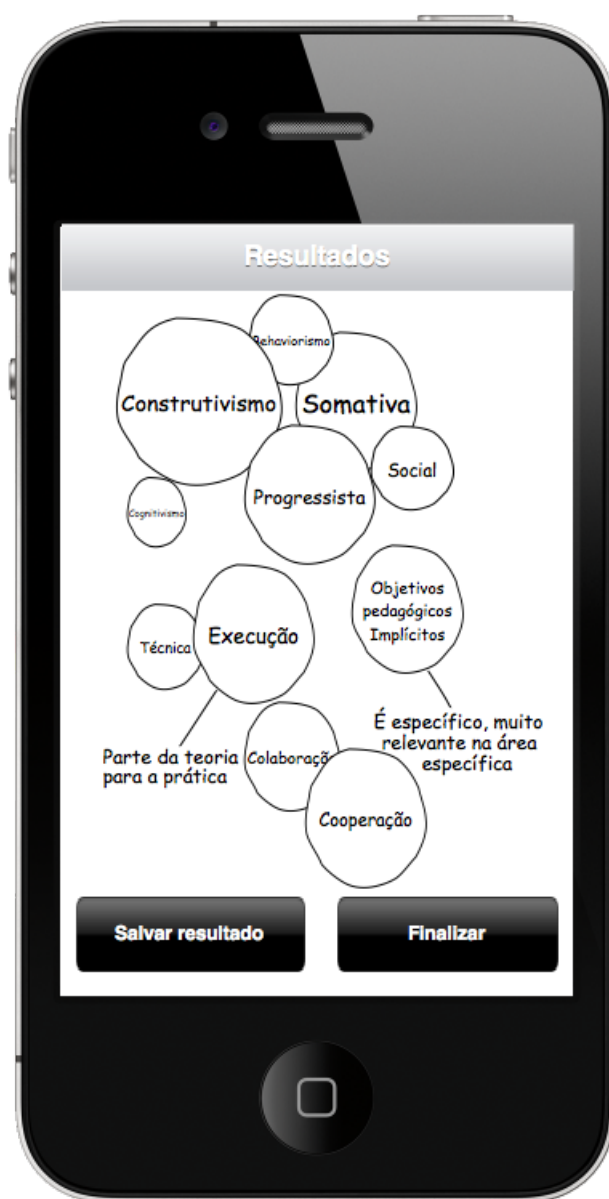 Resultados
Behaviorismo
Construtivismo
Somativa
Social
Progressista
Cognitivismo
Objetivos
pedagógicos
Implícitos
Execução
Técnica
É específico, muito
relevante na área
específica
Parte da teoria
para a prática
Colaboraçã
Cooperação
Salvar resultado
Finalizar